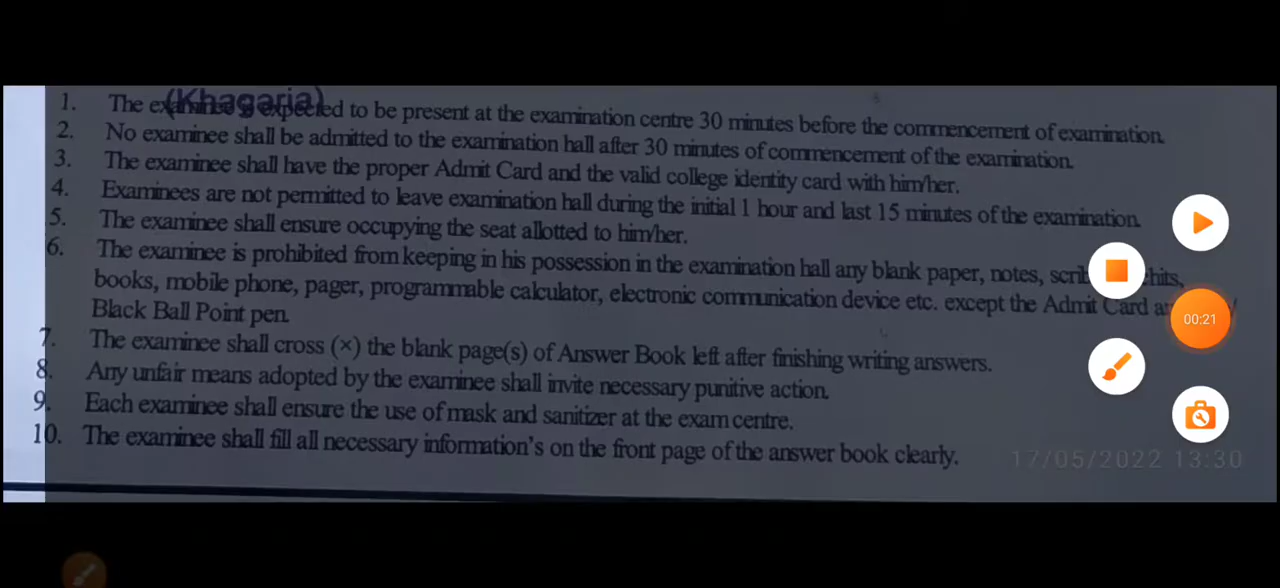 (Khagaria)
1. The examinee is expected to be present at the examination centre 30 minutes before the commencement of examination.
2. No examinee shall be admitted to the examination hall after 30 minutes of commencement of the examination.
3. The examinee shall have the proper Admit Card and the valid college identity card with him/her.
4. Examinees are not permitted to leave examination hall during the initial 1 hour and last 15 minutes of the examination.
5. The examinee shall ensure occupying the seat allotted to him/her.
6. The examinee is prohibited from keeping in his possession in the examination hall any blank paper, notes,
books, mobile phone, pager, programmable calculator, electronic communication device etc. except the Admit Card
Black Ball Point pen.
7. The examinee shall cross (×) the blank page(s) of Answer Book left after finishing writing answers.
8. Any unfair means adopted by the examinee shall invite necessary punitive action.
9. Each examinee shall ensure the use of mask and sanitizer at the exam centre.
10. The examinee shall fill all necessary information's on the front page of the answer book clearly.
00:21
17/05/2022 13:30